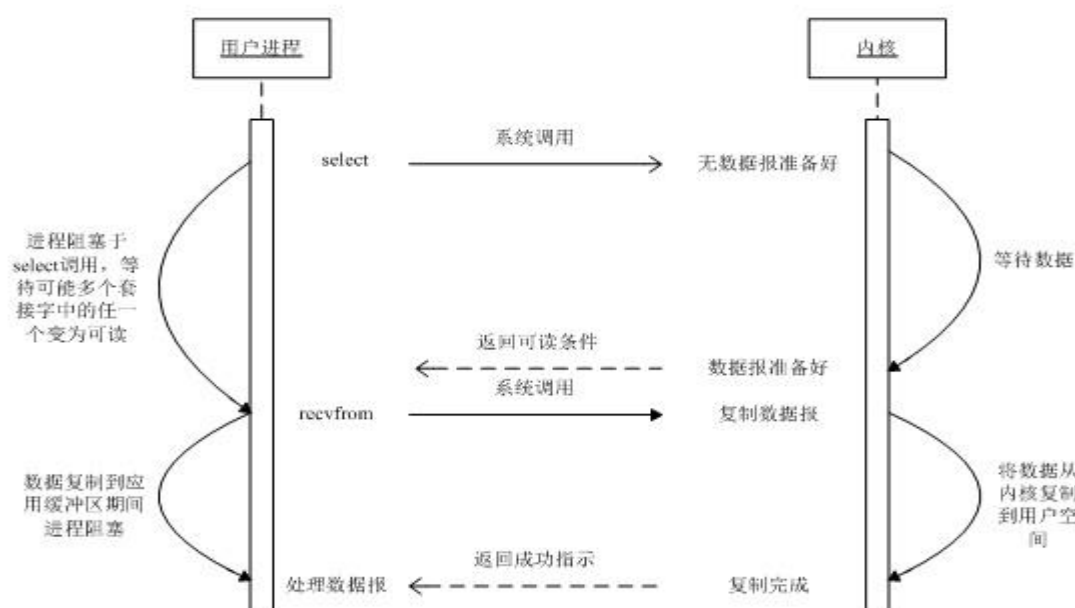 用户进程
内核
系统调用
select
无数据报准备好
进程阻塞于
select调用，等
待可能多个套
接字中的任一
个变为可读
等待数据
返回可读条件
数据报准备好
系统调用
recvfrom
复制数据报
数据复制到应
用缓冲区期间
进程阻塞
将数据从
内核复制
到用户空
间
返回成功指示
处理数据报
复制完成